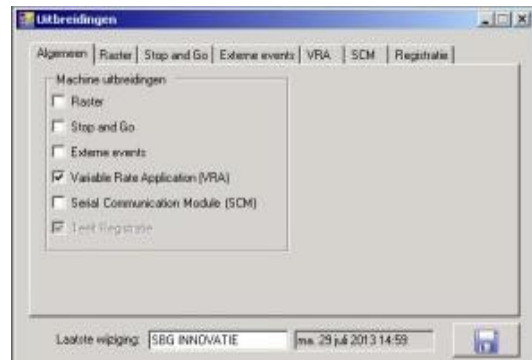 Uitbreidingen
Algemeen Raster Stop and Go Externe events VRA SCM Registratie
Machine uitbreidingen
Raster
Stop and Go
Externe events
Variable Rate Application (VRA)
Serial Communication Module (SCM)
Teelt Registratie
Laatste wijziging: SBG INNOVATIE ma. 29 juli 2013 14:59